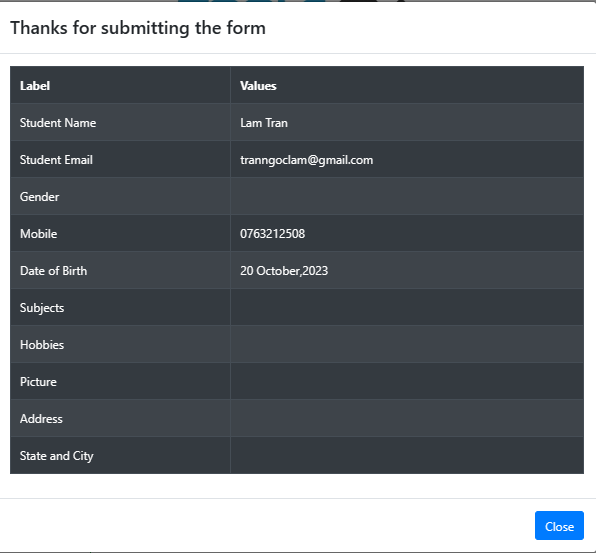 Thanks for submitting the form
Label Values
Student Name Lam Tran
Student Email tranngoclam@gmail.com
Gender
Mobile 0763212508
Date of Birth 20 October,2023
Subjects
Hobbies
Picture
Address
State and City
Close